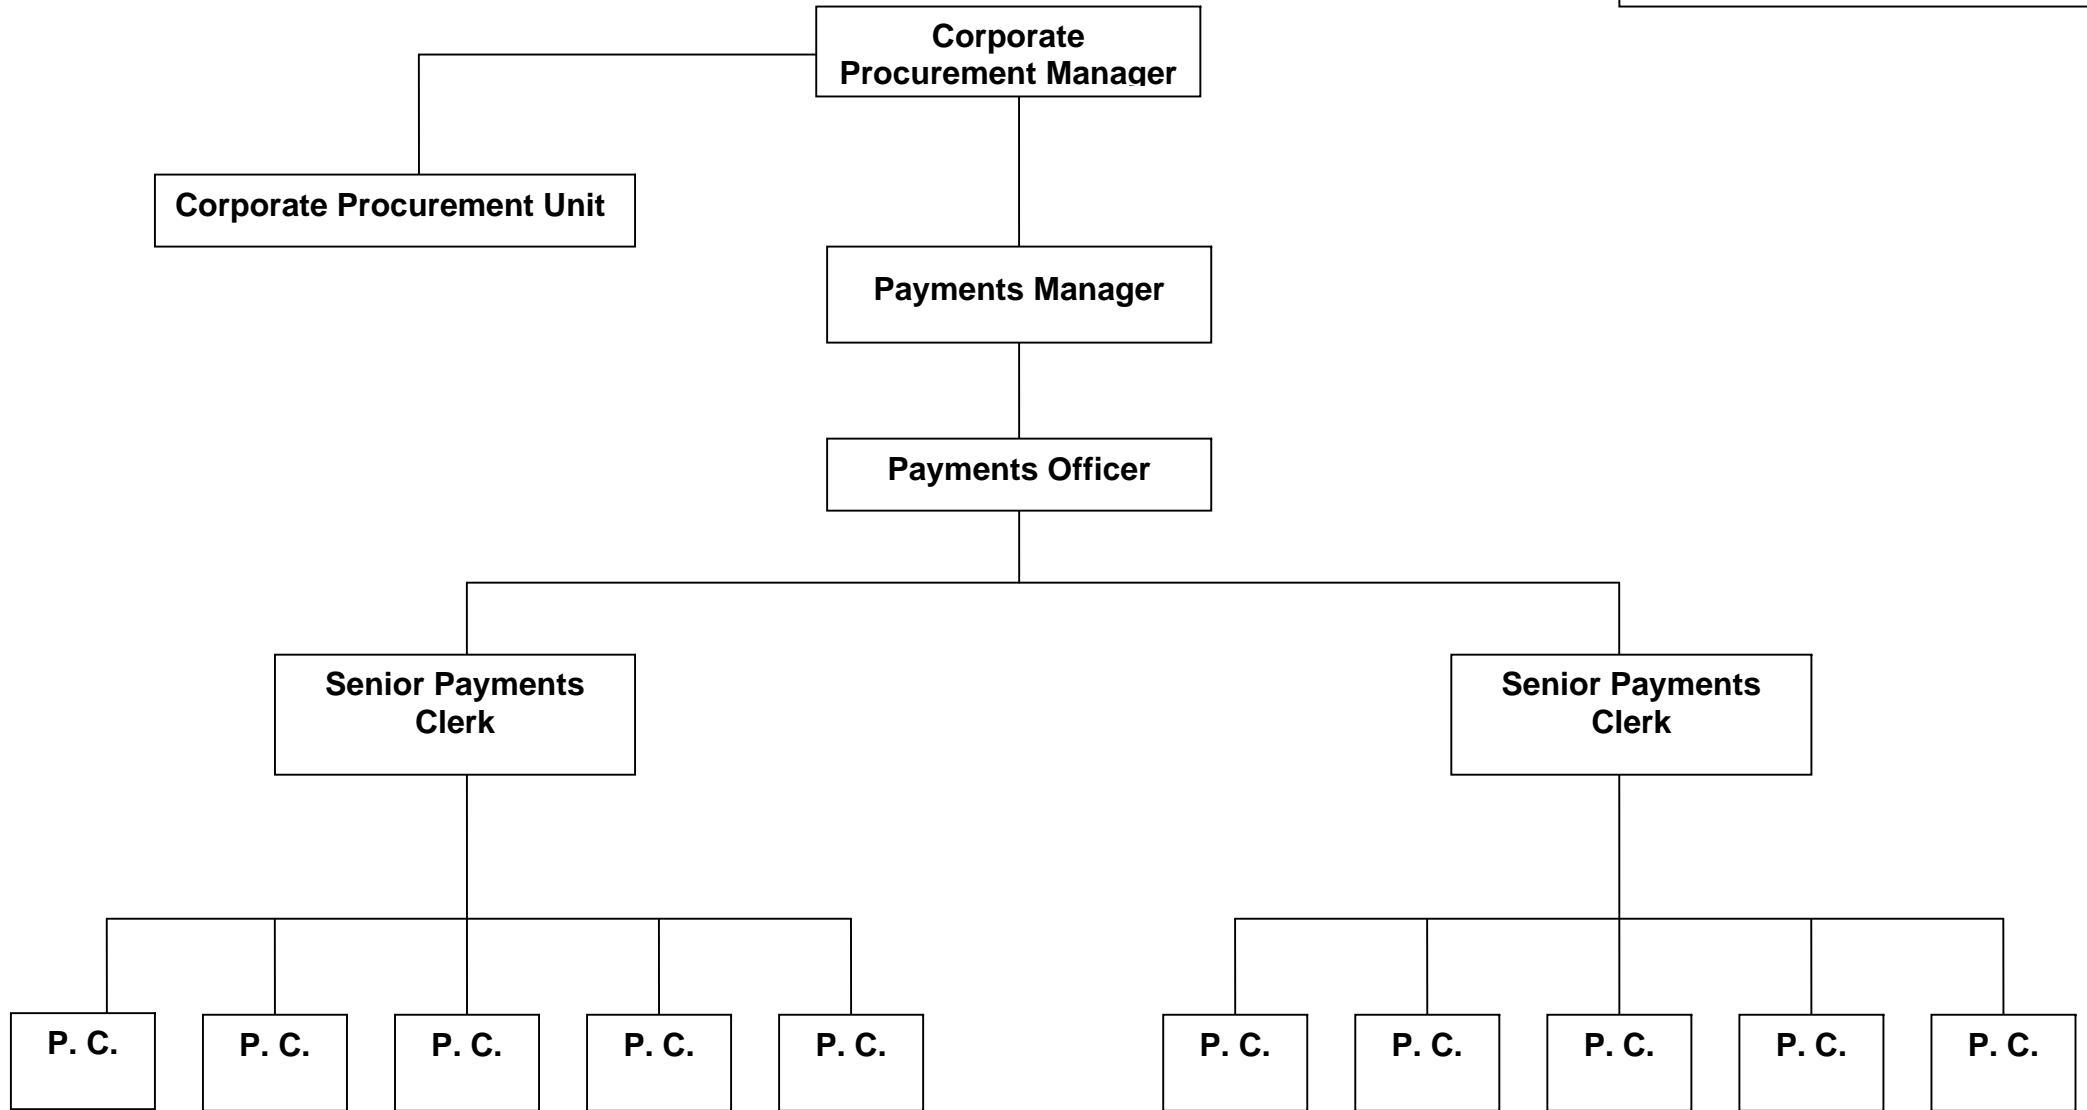 Corporate
Procurement Manager
Corporate Procurement Unit
Payments Manager
Payments Officer
Senior Payments
Clerk
Senior Payments
Clerk
P. C.
P. C.
P. C.
P. C.
P. C.
P. C.
P. C.
P. C.
P. C.
P. C.